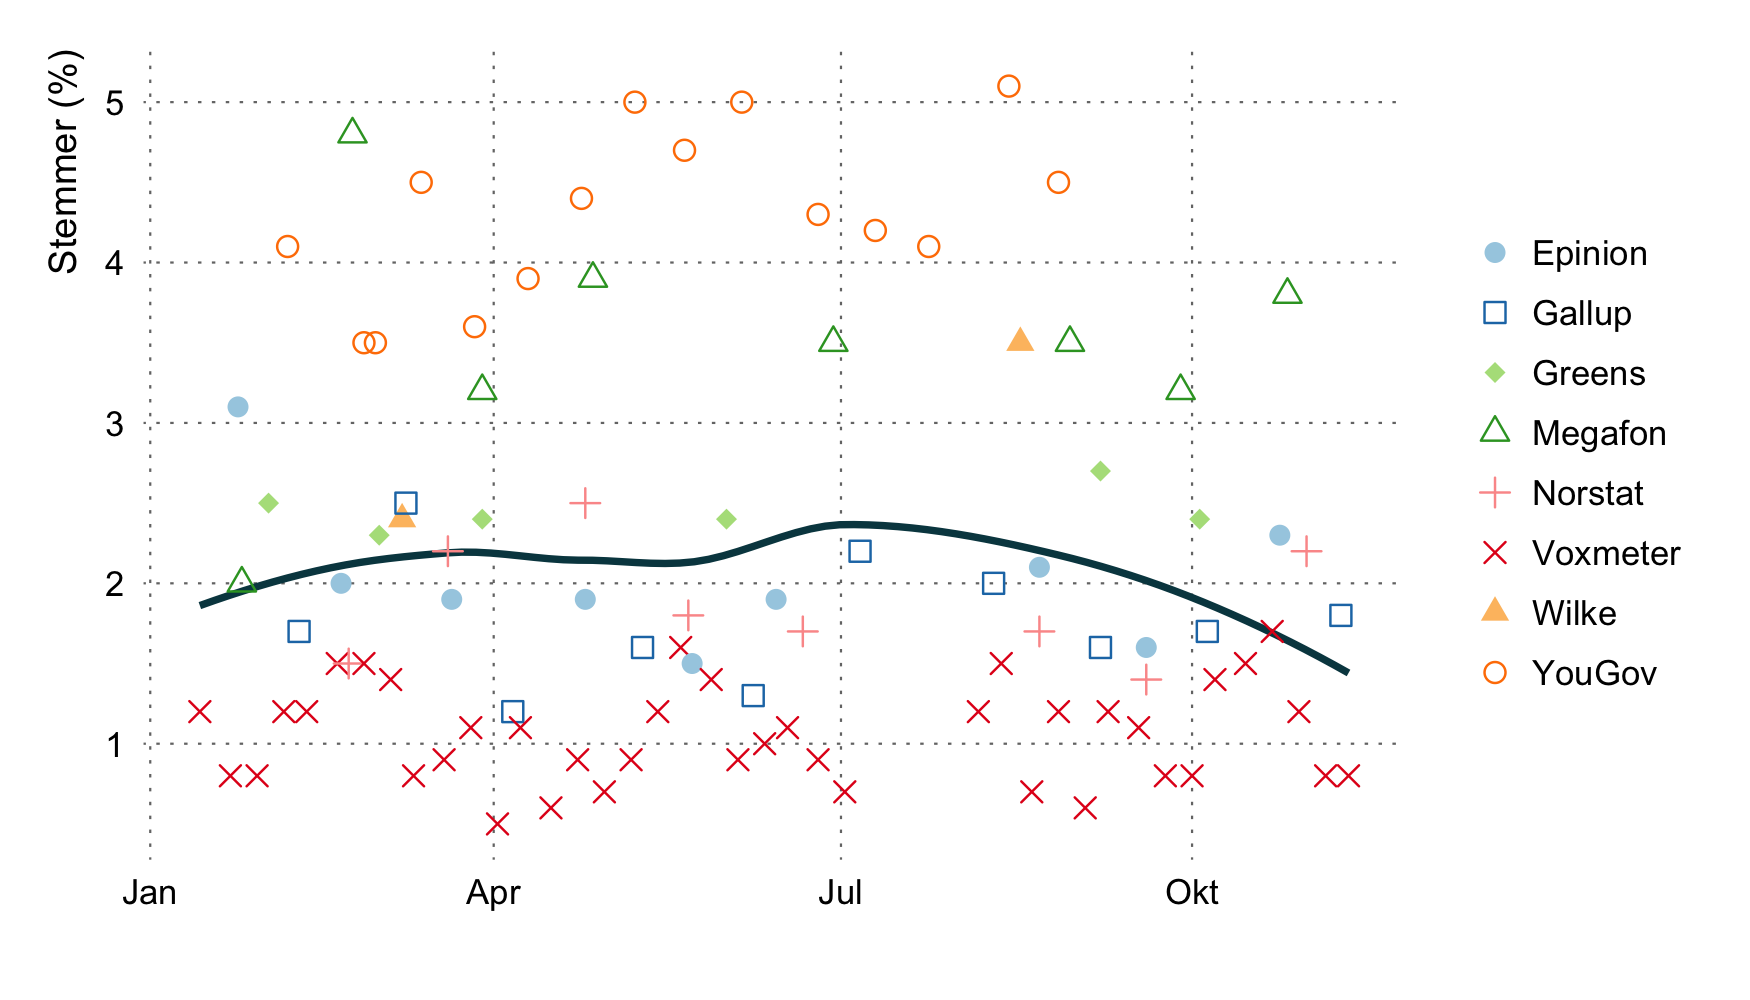 Stemmer (%)
5
4
3
2
1
Jan Apr Jul Okt
Epinion
Gallup
Greens
Megafon
Norstat
Voxmeter
Wilke
YouGov